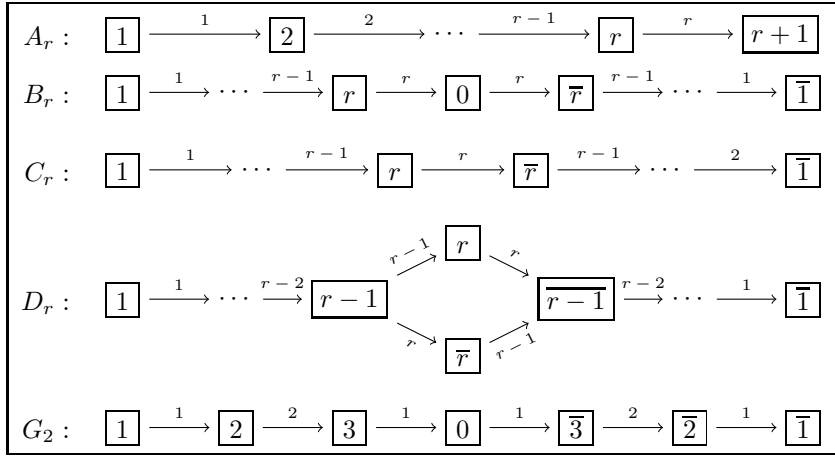 1 2 r−1 r
A_r : 1 2 ⋯ r r + 1
1 r−1 r r r−1 1
B_r : 1 ⋯ r 0 r̅ ⋯ 1̅
1 r−1 r r−1 2
C_r : 1 ⋯ r r̅ ⋯ 1̅
r
r−1 r
1 r−2 r−2 1
D_r : 1 ⋯ r − 1 r̅ ̅−̅ ̅1̅ ⋯ 1̅
r r−1
r̅
1 2 1 1 2 1
G_2 : 1 2 3 0 3̅ 2̅ 1̅